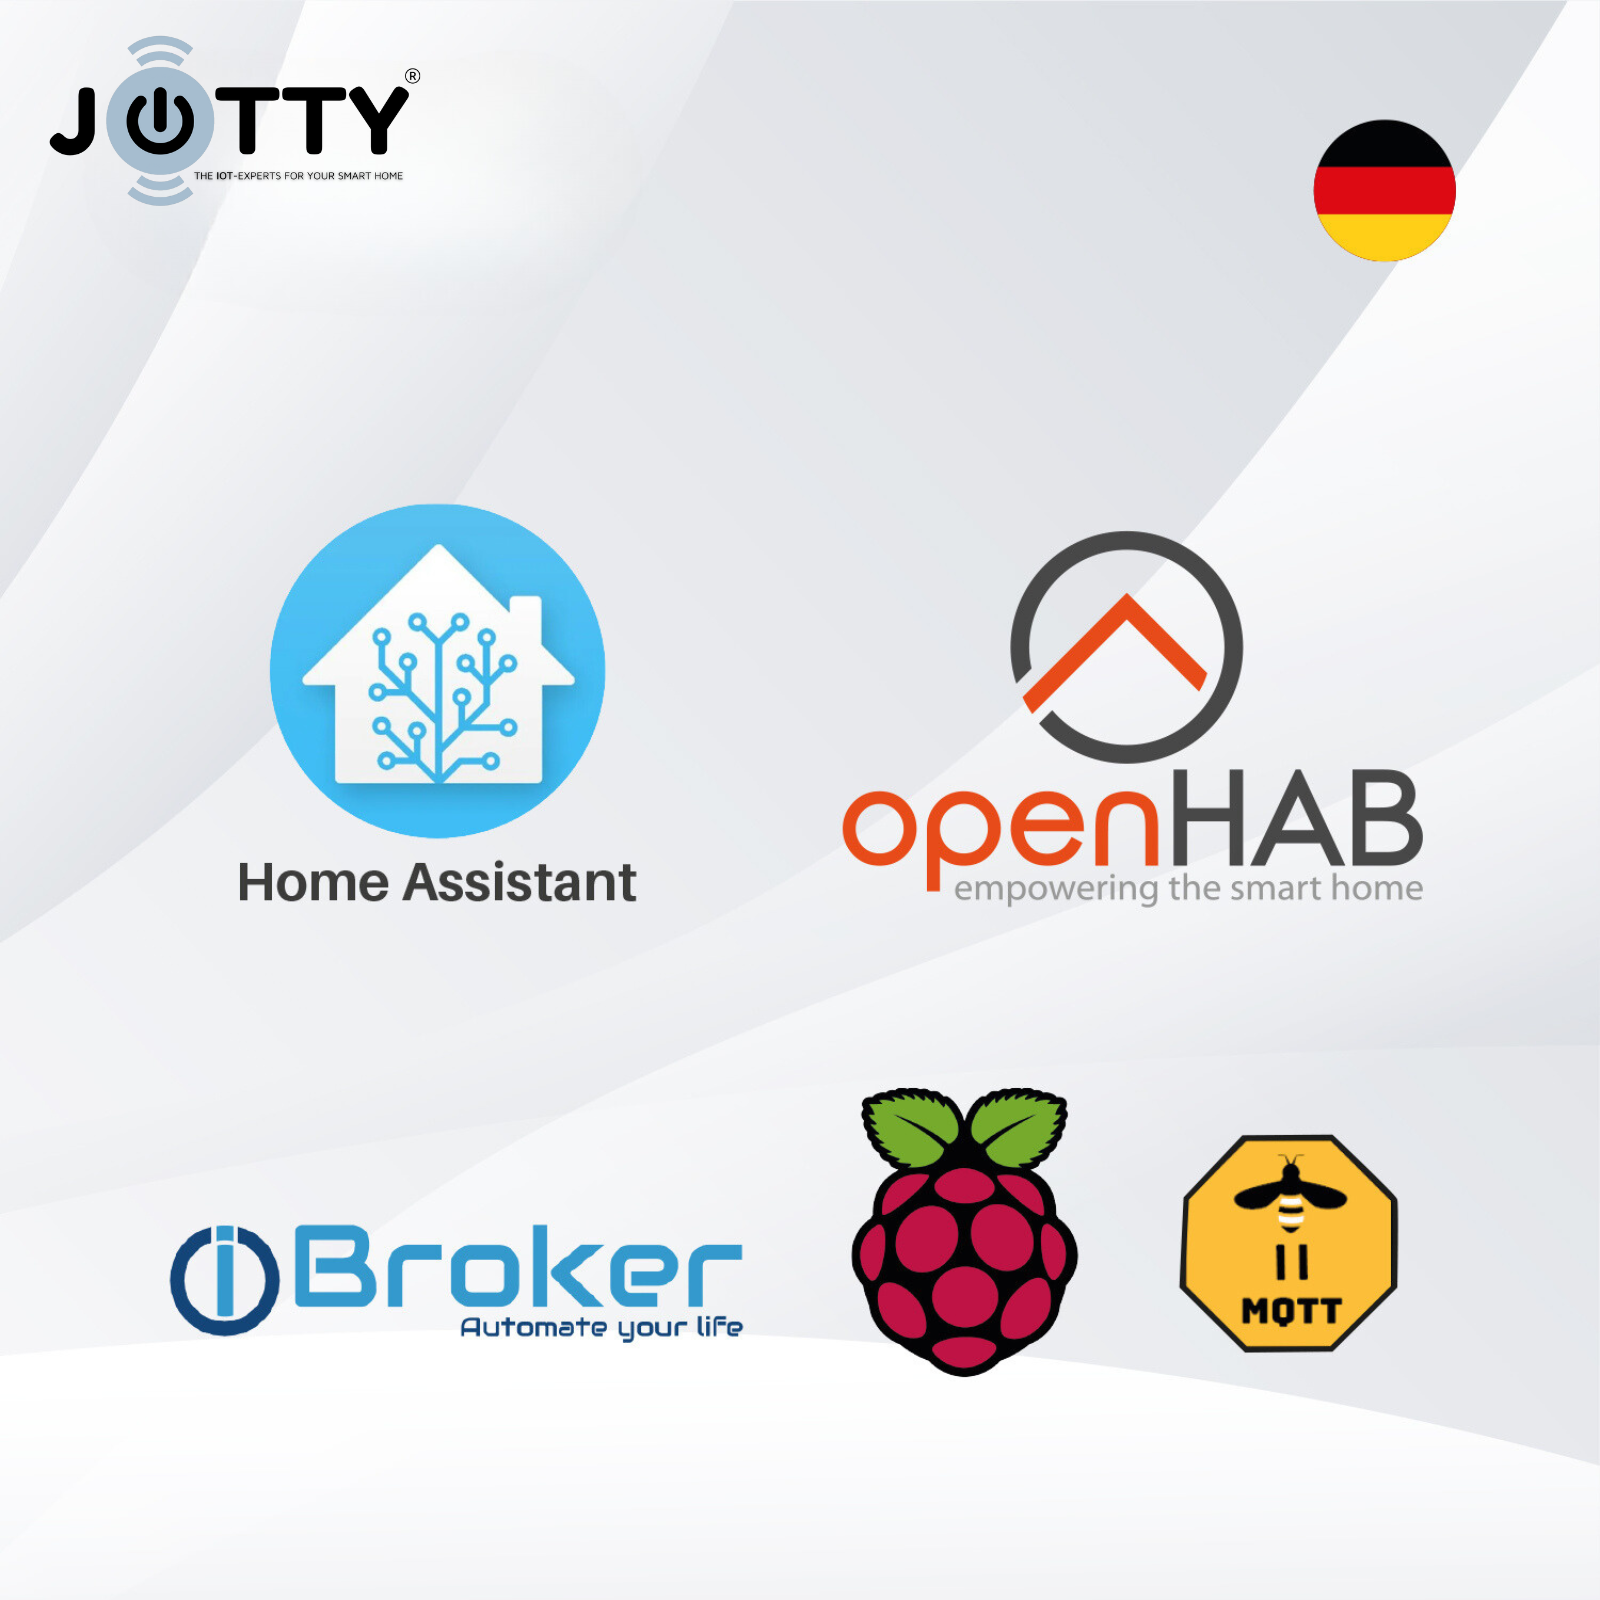 JOTTY®
THE IOT-EXPERTS FOR YOUR SMART HOME
Home Assistant
openHAB
empowering the smart home
ioBroker
Automate your life
MQTT